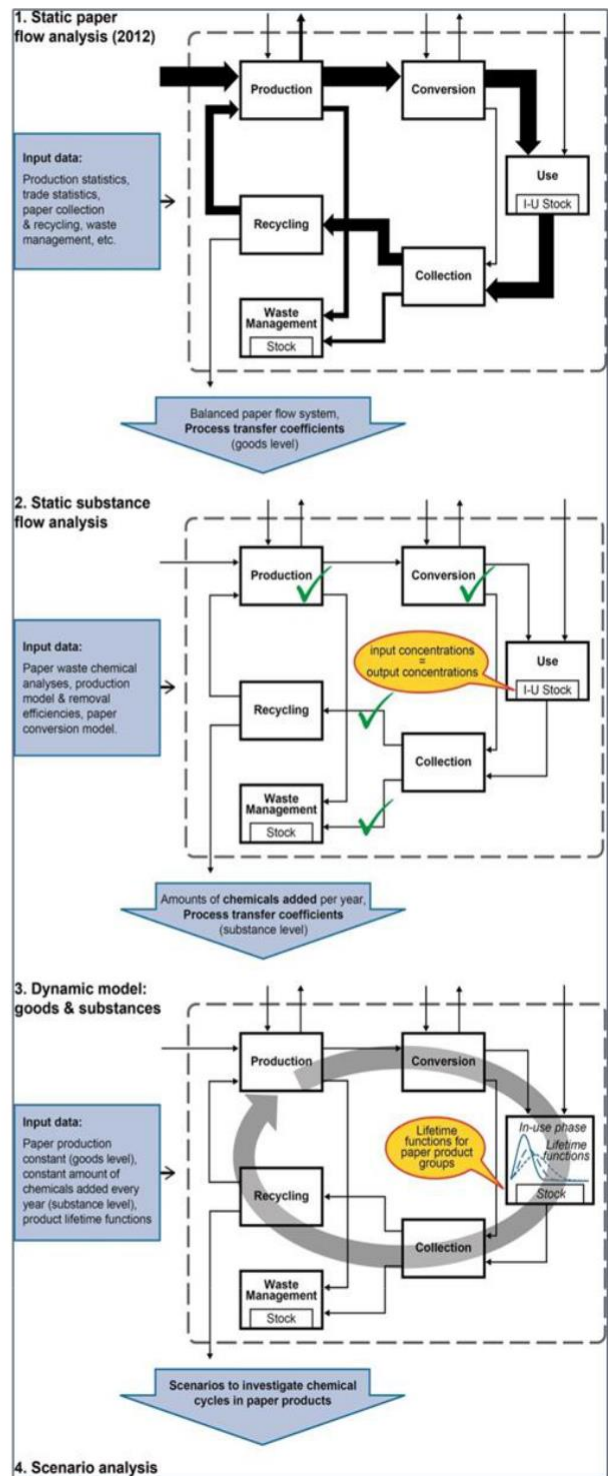 1. Static paper
flow analysis (2012)
Production
Conversion
Input data:
Production statistics,
trade statistics,
paper collection
& recycling, waste
management, etc.
Use
I-U Stock
Recycling
Collection
Waste
Management
Stock
Balanced paper flow system,
Process transfer coefficients
(goods level)
2. Static substance
flow analysis
Production
Conversion
Input data:
Paper waste chemical
analyses, production
model & removal
efficiencies, paper
conversion model.
input concentrations
=
output concentrations
Use
I-U Stock
Recycling
Collection
Waste
Management
Stock
Amounts of chemicals added per year,
Process transfer coefficients
(substance level)
3. Dynamic model:
goods & substances
Production
Conversion
Input data:
Paper production
constant (goods level),
constant amount of
chemicals added every
year (substance level),
product lifetime functions
Lifetime
functions for
paper product
groups
In-use phase
Lifetime
functions
Stock
Recycling
Collection
Waste
Management
Stock
Scenarios to investigate chemical
cycles in paper products
4. Scenario analysis